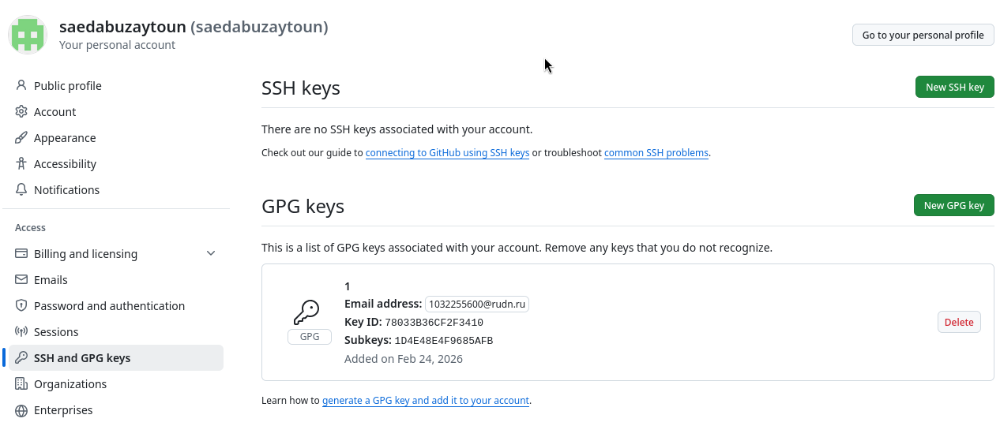 saedabuzaytoun (saedabuzaytoun)
Your personal account
Go to your personal profile
Public profile
Account
Appearance
Accessibility
Notifications
Access
Billing and licensing
Emails
Password and authentication
Sessions
SSH and GPG keys
Organizations
Enterprises
SSH keys
New SSH key
There are no SSH keys associated with your account.
Check out our guide to connecting to GitHub using SSH keys or troubleshoot common SSH problems.
GPG keys
New GPG key
This is a list of GPG keys associated with your account. Remove any keys that you do not recognize.
GPG
1
Email address: 1032255600@rudn.ru
Key ID: 78033B36CF2F3410
Subkeys: 1D4E48E4F9685AFB
Added on Feb 24, 2026
Delete
Learn how to generate a GPG key and add it to your account.